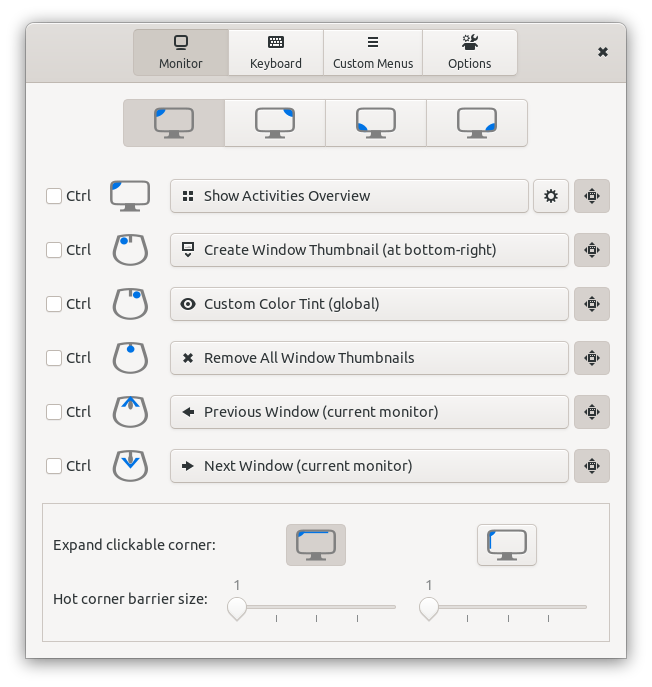 Monitor
Keyboard
Custom Menus
Options
Ctrl
Show Activities Overview
Ctrl
Create Window Thumbnail (at bottom-right)
Ctrl
Custom Color Tint (global)
Ctrl
Remove All Window Thumbnails
Ctrl
Previous Window (current monitor)
Ctrl
Next Window (current monitor)
Expand clickable corner:
Hot corner barrier size:
1
1